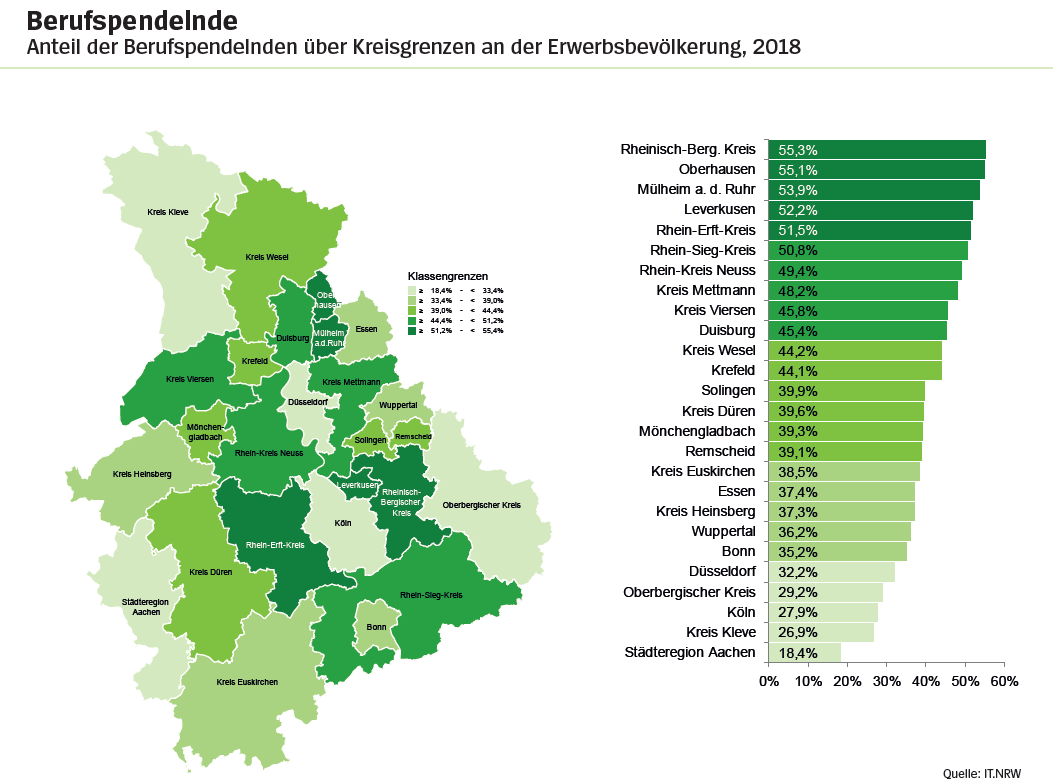 Berufspendelnde
Anteil der Berufspendelnden über Kreisgrenzen an der Erwerbsbevölkerung, 2018
Kreis Kleve
Kreis Wesel
Klassengrenzen
≥ 18,4% - < 33,4%
≥ 33,4% - < 39,0%
≥ 39,0% - < 44,4%
≥ 44,4% - < 51,2%
≥ 51,2% - < 55,4%
Ober-
hausen
Duisburg
Mülheim
a.d.Ruhr
Essen
Krefeld
Kreis Viersen
Kreis Mettmann
Düsseldorf
Wuppertal
Mönchen-
gladbach
Solingen
Remscheid
Rhein-Kreis Neuss
Kreis Heinsberg
Leverkusen
Rheinisch-
Bergischer
Kreis
Oberbergischer Kreis
Köln
Rhein-Erft-Kreis
Kreis Düren
Städteregion
Aachen
Rhein-Sieg-Kreis
Bonn
Kreis Euskirchen
Rheinisch-Berg. Kreis 55,3%
Oberhausen 55,1%
Mülheim a. d. Ruhr 53,9%
Leverkusen 52,2%
Rhein-Erft-Kreis 51,5%
Rhein-Sieg-Kreis 50,8%
Rhein-Kreis Neuss 49,4%
Kreis Mettmann 48,2%
Kreis Viersen 45,8%
Duisburg 45,4%
Kreis Wesel 44,2%
Krefeld 44,1%
Solingen 39,9%
Kreis Düren 39,6%
Mönchengladbach 39,3%
Remscheid 39,1%
Kreis Euskirchen 38,5%
Essen 37,4%
Kreis Heinsberg 37,3%
Wuppertal 36,2%
Bonn 35,2%
Düsseldorf 32,2%
Oberbergischer Kreis 29,2%
Köln 27,9%
Kreis Kleve 26,9%
Städteregion Aachen 18,4%
0% 10% 20% 30% 40% 50% 60%
Quelle: IT.NRW